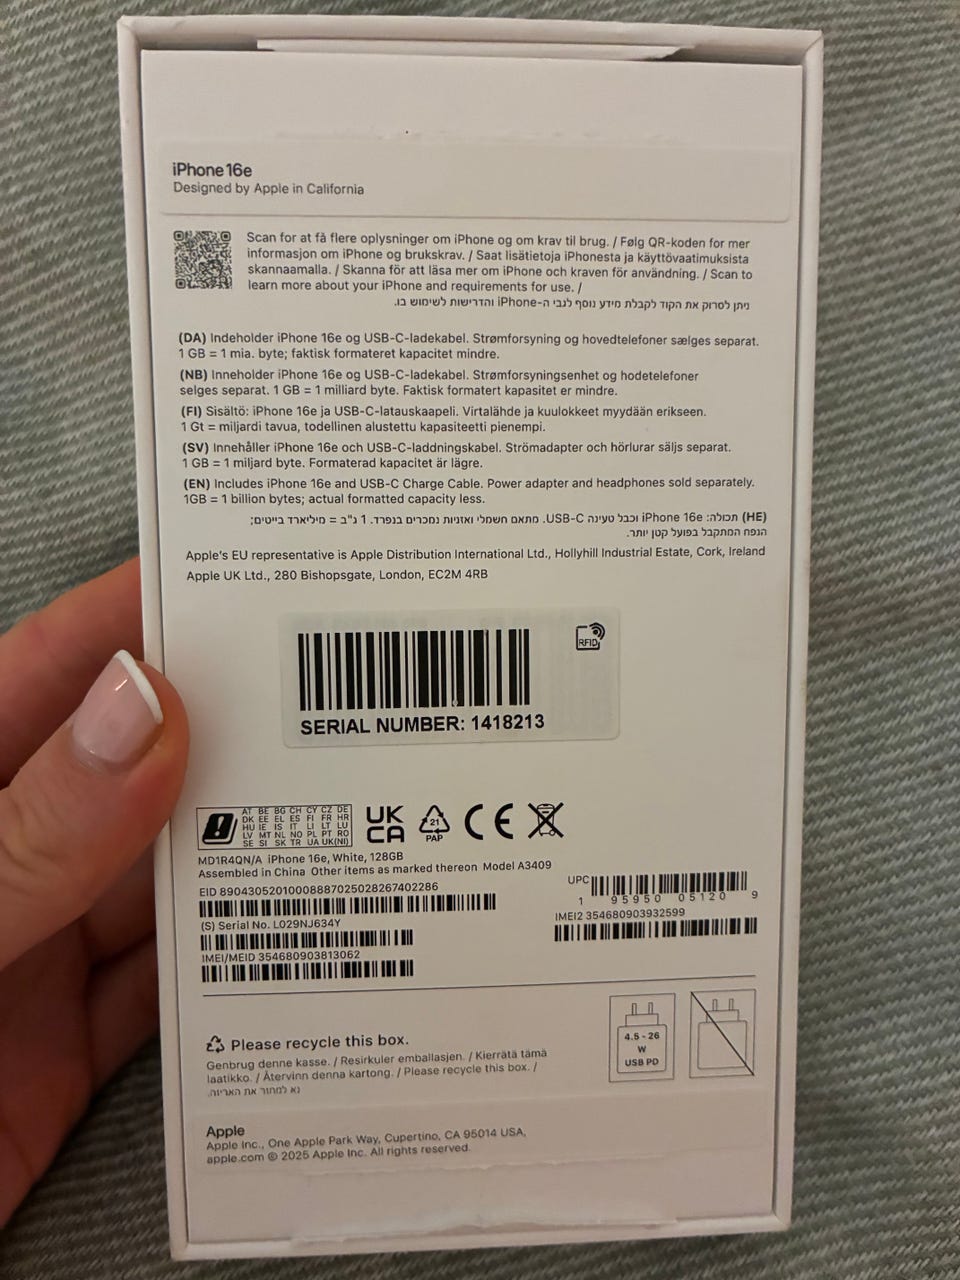 iPhone 16e
Designed by Apple in California
Scan for at få flere oplysninger om iPhone og om krav til brug. / Følg QR-koden for mer
informasjon om iPhone og brukskrav. / Saat lisätietoja iPhonesta ja käyttövaatimuksista
skannaamalla. / Skanna för att läsa mer om iPhone och kraven för användning. / Scan to
learn more about your iPhone and requirements for use. /
ניתן לסרוק את הקוד לקבלת מידע נוסף לגבי ה-iPhone והדרישות לשימוש בו.
(DA) Indeholder iPhone 16e og USB-C-ladekabel. Strømforsyning og hovedtelefoner sælges separat.
1 GB = 1 mia. byte; faktisk formateret kapacitet mindre.
(NB) Inneholder iPhone 16e og USB-C-ladekabel. Strømforsyningsenhet og hodetelefoner
selges separat. 1 GB = 1 milliard byte. Faktisk formatert kapasitet er mindre.
(FI) Sisältö: iPhone 16e ja USB-C-latauskaapeli. Virtalähde ja kuulokkeet myydään erikseen.
1 Gt = miljardi tavua, todellinen alustettu kapasiteetti pienempi.
(SV) Innehåller iPhone 16e och USB-C-laddningskabel. Strömadapter och hörlurar säljs separat.
1 GB = 1 miljard byte. Formaterad kapacitet är lägre.
(EN) Includes iPhone 16e and USB-C Charge Cable. Power adapter and headphones sold separately.
1GB = 1 billion bytes; actual formatted capacity less.
(HE) תכולה: iPhone 16e וכבל טעינה USB-C. מתאם חשמלי ואוזניות נמכרים בנפרד. 1 ג"ב = מיליארד בייטים;
הנפח המתקבל בפועל קטן יותר.
Apple's EU representative is Apple Distribution International Ltd., Hollyhill Industrial Estate, Cork, Ireland
Apple UK Ltd., 280 Bishopsgate, London, EC2M 4RB
RFID
SERIAL NUMBER: 1418213
AT BE BG CH CY CZ DE
DK EE EL ES FI FR HR
HU IE IS IT LI LT LU
LV MT NL NO PL PT RO
SE SI SK TR UA UK(NI)
UK
CA
21
PAP
CE
MD1R4QN/A iPhone 16e, White, 128GB
Assembled in China Other items as marked thereon Model A3409
EID 89043052010008887025028267402286
(S) Serial No. L029NJ634Y
IMEI/MEID 354680903813062
UPC
1 95950 05120 9
IMEI2 354680903932599
4.5 - 26
W
USB PD
Please recycle this box.
Genbrug denne kasse. / Resirkuler emballasjen. / Kierrätä tämä
laatikko. / Återvinn denna kartong. / Please recycle this box. /
נא למחזר את האריזה.
Apple
Apple Inc., One Apple Park Way, Cupertino, CA 95014 USA,
apple.com © 2025 Apple Inc. All rights reserved.